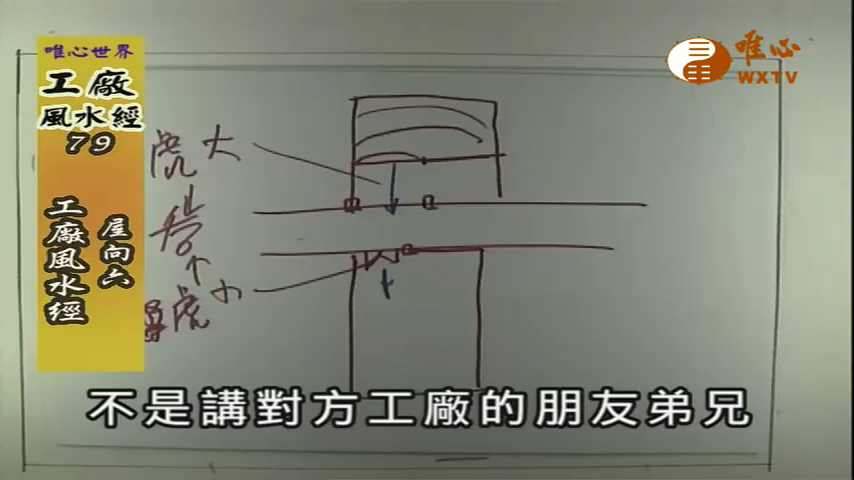 唯心世界
工廠
風水經
79
屋向六
工廠風水經
唯心
WXTV
虎 大
小
虎
不是講對方工廠的朋友弟兄